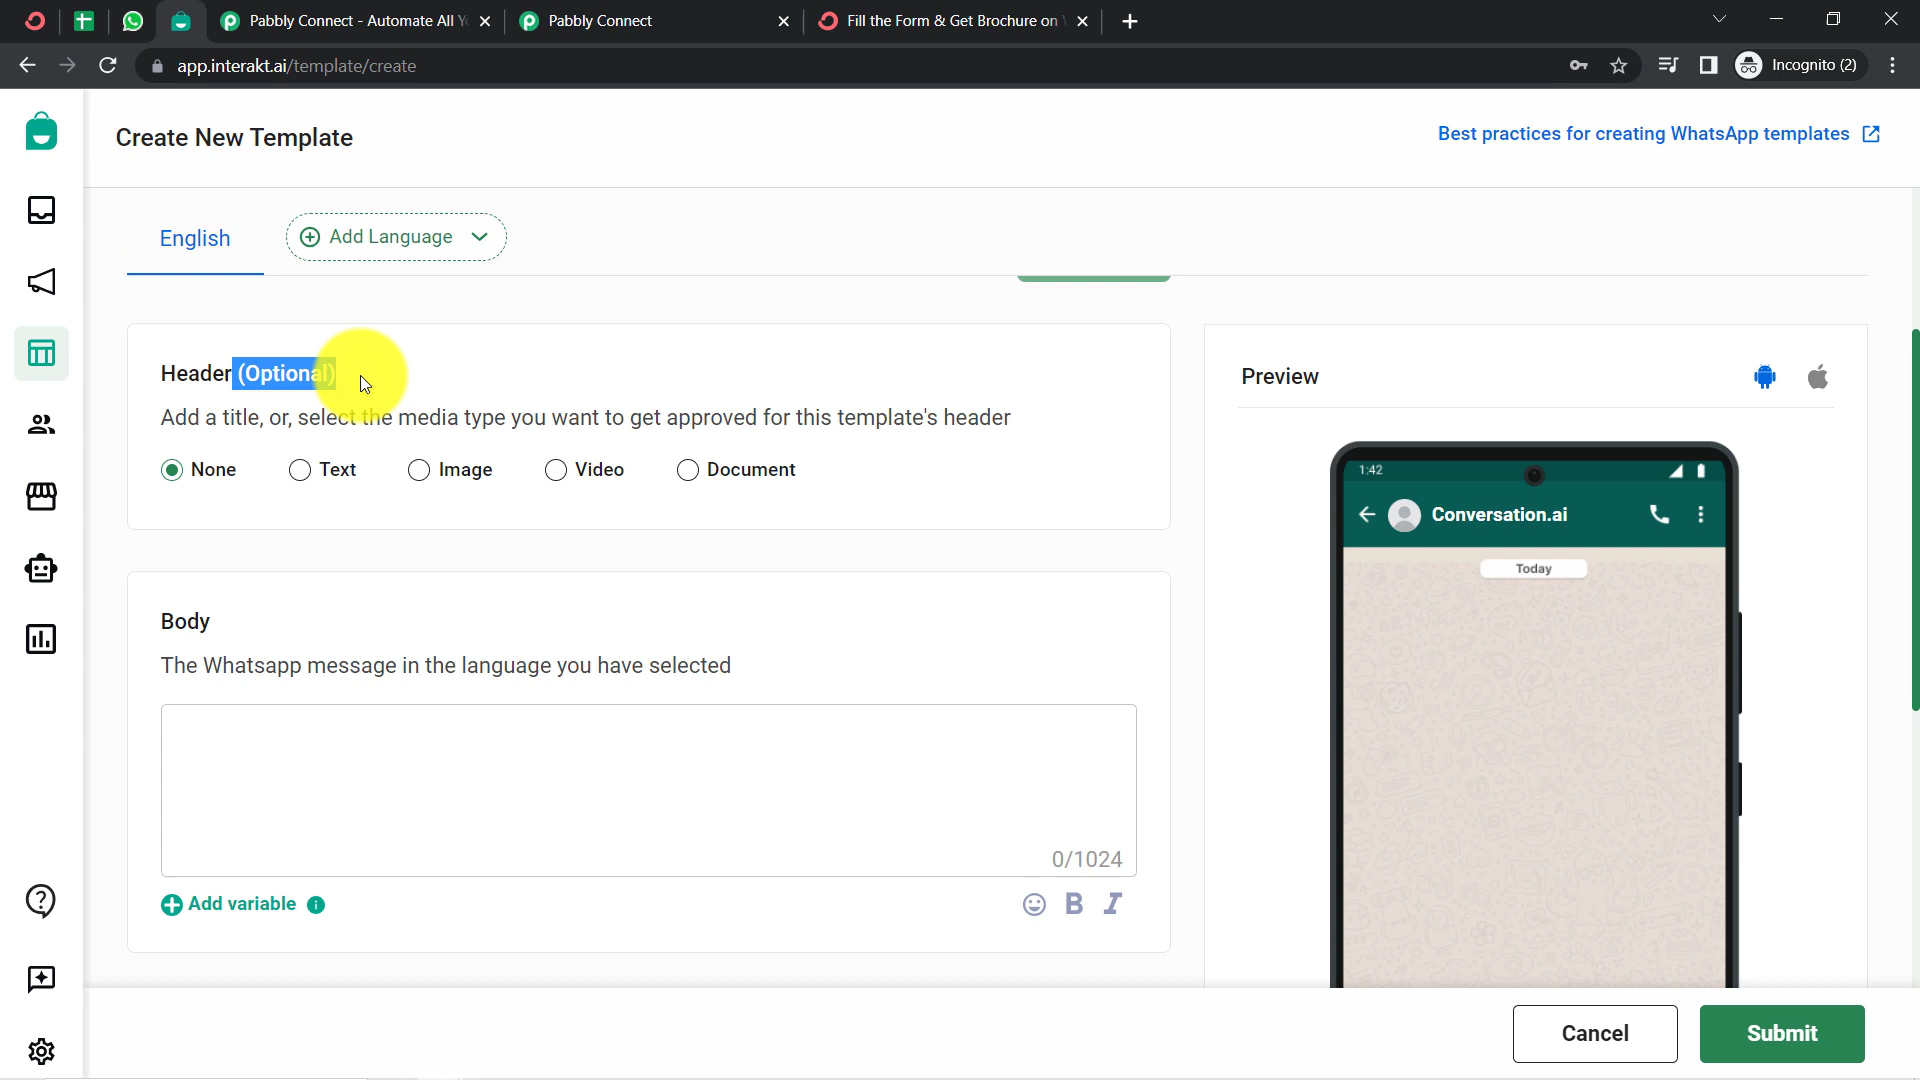 Pabbly Connect - Automate All Y
Pabbly Connect
Fill the Form & Get Brochure on
app.interakt.ai/template/create
Incognito (2)
Create New Template
Best practices for creating WhatsApp templates
English
Add Language
Header (Optional)
Add a title, or, select the media type you want to get approved for this template's header
None
Text
Image
Video
Document
Body
The Whatsapp message in the language you have selected
0/1024
Add variable
B I
Preview
1:42
Conversation.ai
Today
Cancel
Submit